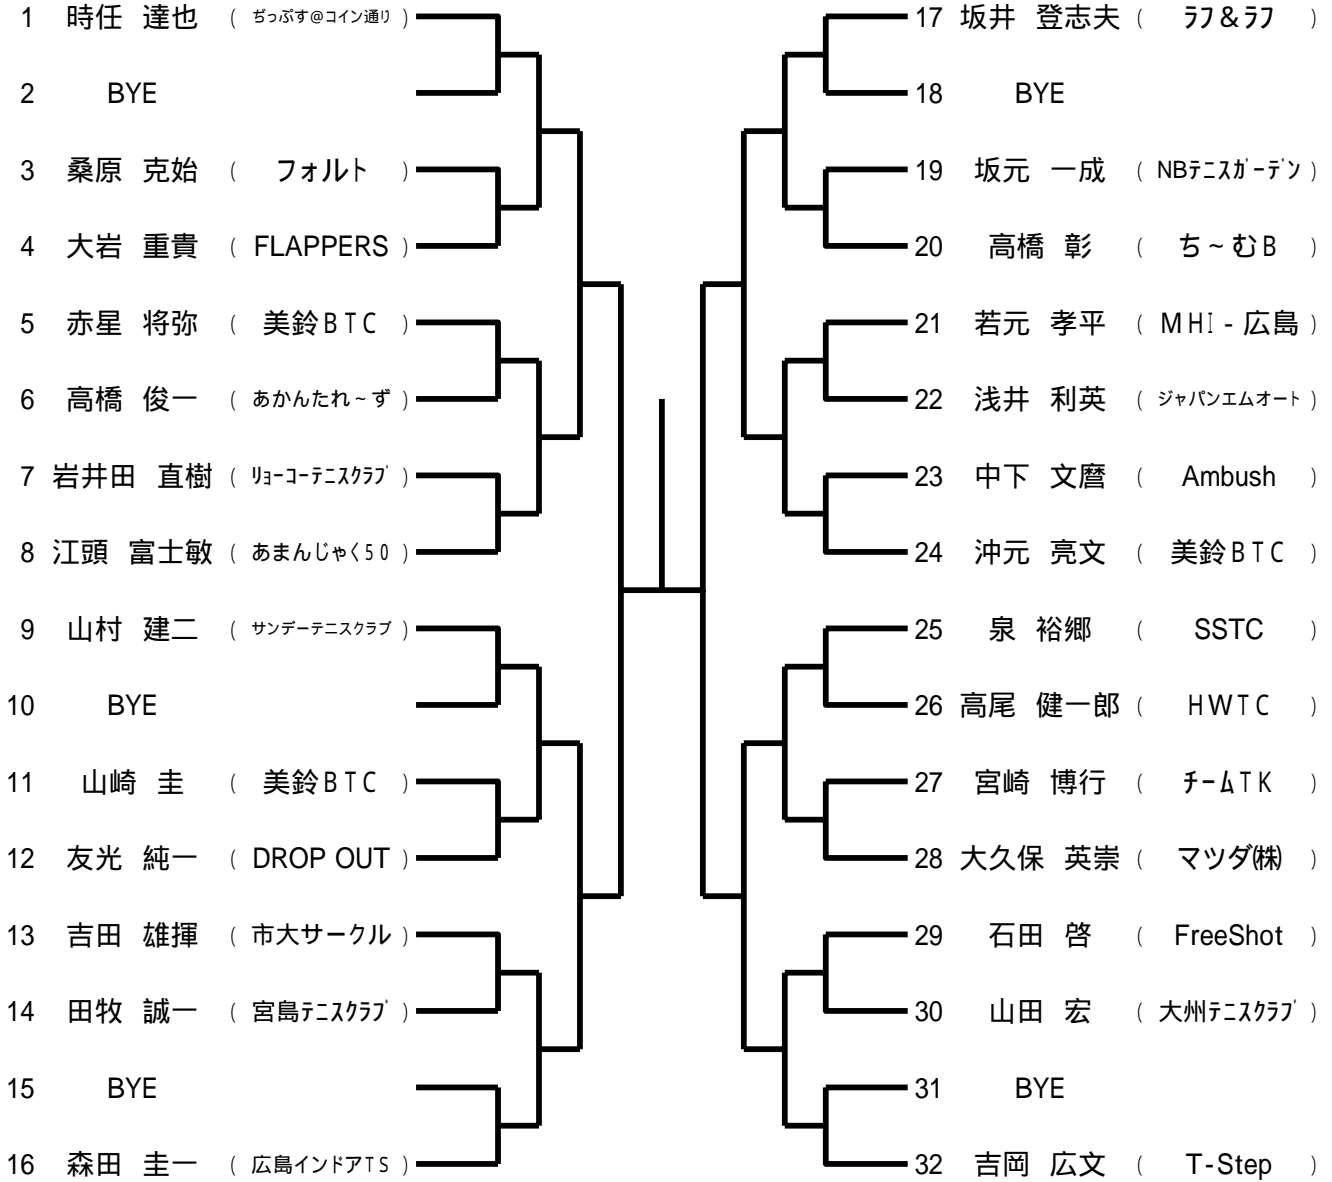 1 時任 達也 ( ぢっぷす@コイン通り )
2 BYE
3 桑原 克始 ( フォルト )
4 大岩 重貴 ( FLAPPERS )
5 赤星 将弥 ( 美鈴BTC )
6 高橋 俊一 ( あかんたれ~ず )
7 岩井田 直樹 ( リョーコーテニスクラブ )
8 江頭 富士敏 ( あまんじゃく50 )
9 山村 建二 ( サンデーテニスクラブ )
10 BYE
11 山崎 圭 ( 美鈴BTC )
12 友光 純一 ( DROP OUT )
13 吉田 雄揮 ( 市大サークル )
14 田牧 誠一 ( 宮島テニスクラブ )
15 BYE
16 森田 圭一 ( 広島インドアTS )
17 坂井 登志夫 ( ラフ&ラフ )
18 BYE
19 坂元 一成 ( NBテニスガーデン )
20 高橋 彰 ( ち~むB )
21 若元 孝平 ( MHI-広島 )
22 浅井 利英 ( ジャパンエムオート )
23 中下 文麿 ( Ambush )
24 沖元 亮文 ( 美鈴BTC )
25 泉 裕郷 ( SSTC )
26 高尾 健一郎 ( HWTC )
27 宮崎 博行 ( チームTK )
28 大久保 英崇 ( マツダ㈱ )
29 石田 啓 ( FreeShot )
30 山田 宏 ( 大州テニスクラブ )
31 BYE
32 吉岡 広文 ( T-Step )